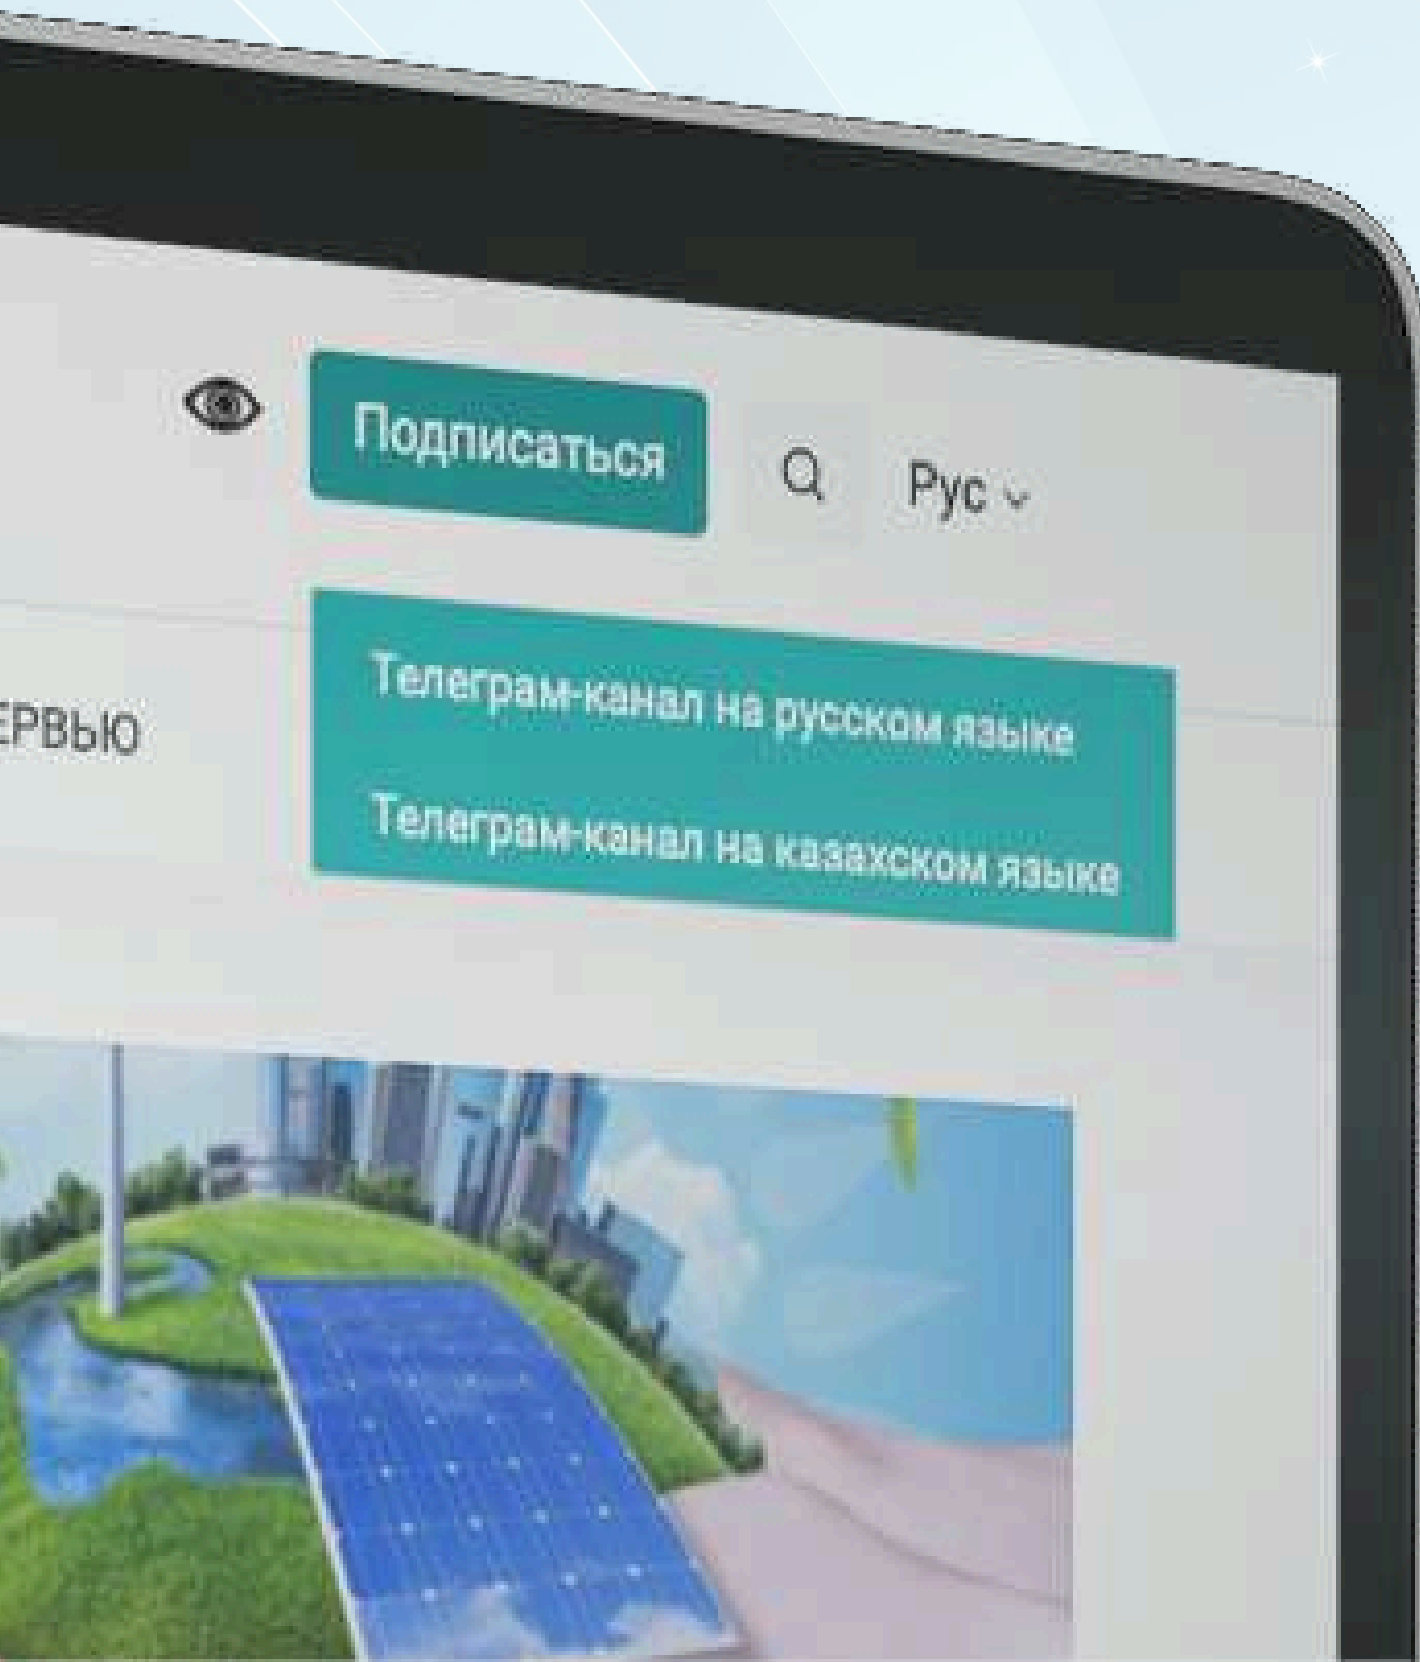 Подписаться
Рус
ЕРВЬЮ
Телеграм-канал на русском языке
Телеграм-канал на казахском языке